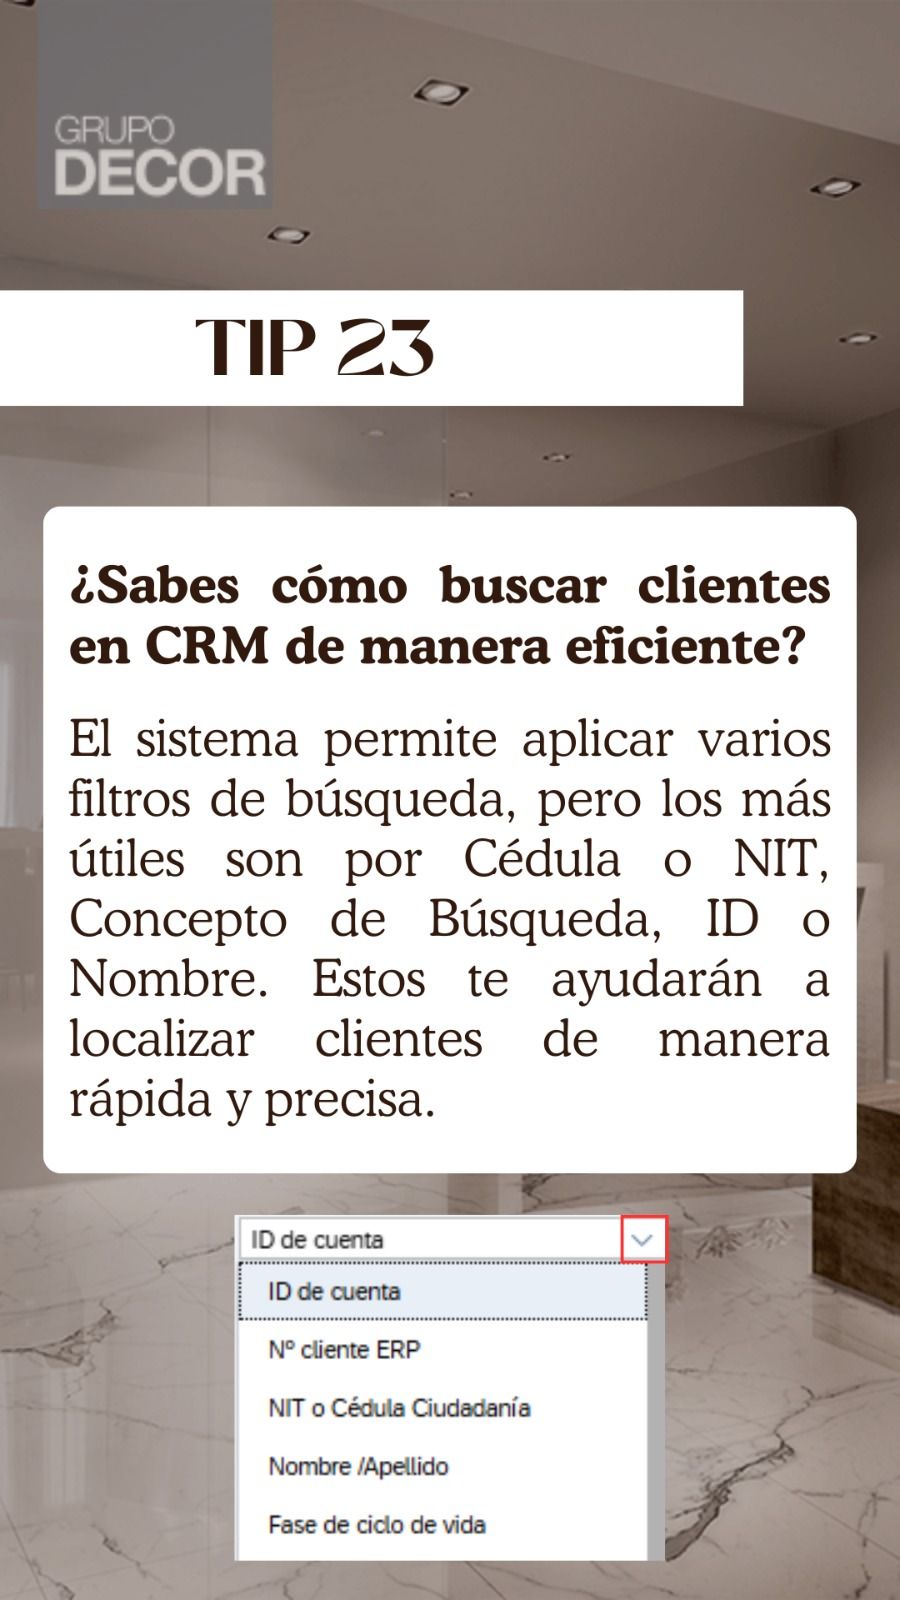 GRUPO
DECOR
TIP 23
¿Sabes cómo buscar clientes
en CRM de manera eficiente?
El sistema permite aplicar varios
filtros de búsqueda, pero los más
útiles son por Cédula o NIT,
Concepto de Búsqueda, ID o
Nombre. Estos te ayudarán a
localizar clientes de manera
rápida y precisa.
ID de cuenta
ID de cuenta
Nº cliente ERP
NIT o Cédula Ciudadanía
Nombre /Apellido
Fase de ciclo de vida